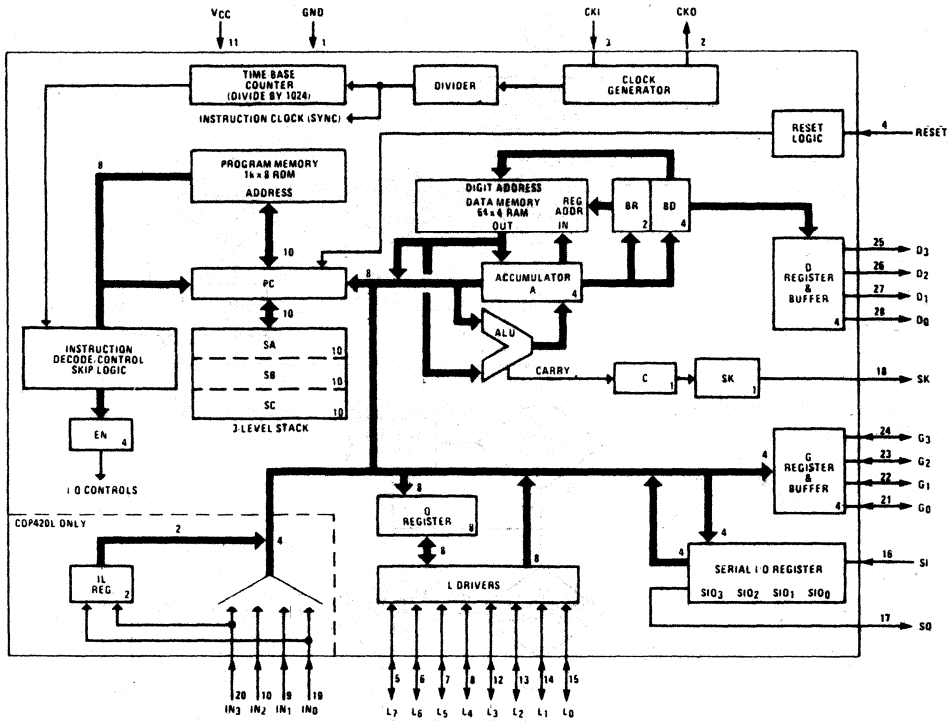 VCC GND CKI CKO
11 1 3 2
TIME BASE
COUNTER
(DIVIDE BY 1024)
DIVIDER
CLOCK
GENERATOR
INSTRUCTION CLOCK (SYNC)
RESET
LOGIC
4
RESET
8
PROGRAM MEMORY
1k x 8 ROM
ADDRESS
10
DIGIT ADDRESS
DATA MEMORY
64 x 4 RAM
OUT
REG
ADDR
IN
BR
2
BD
4
PC
8
ACCUMULATOR
A
4
D
REGISTER
&
BUFFER
4
25 D3
26 D2
27 D1
28 D0
10
SA
10
SB
10
SC
10
3-LEVEL STACK
INSTRUCTION
DECODE/CONTROL
SKIP LOGIC
ALU
CARRY
C
1
SK
1
18 SK
EN
4
I/O CONTROLS
4
G
REGISTER
&
BUFFER
4
24 G3
23 G2
22 G1
21 G0
COP420L ONLY
2
4
IL
REG
2
8
Q
REGISTER
8
8
8
L DRIVERS
4
4
SERIAL I/O REGISTER
SIO3 SIO2 SIO1 SIO0
16 SI
17 SO
20 10 9 19
IN3 IN2 IN1 IN0
5 6 7 8 12 13 14 15
L7 L6 L5 L4 L3 L2 L1 L0